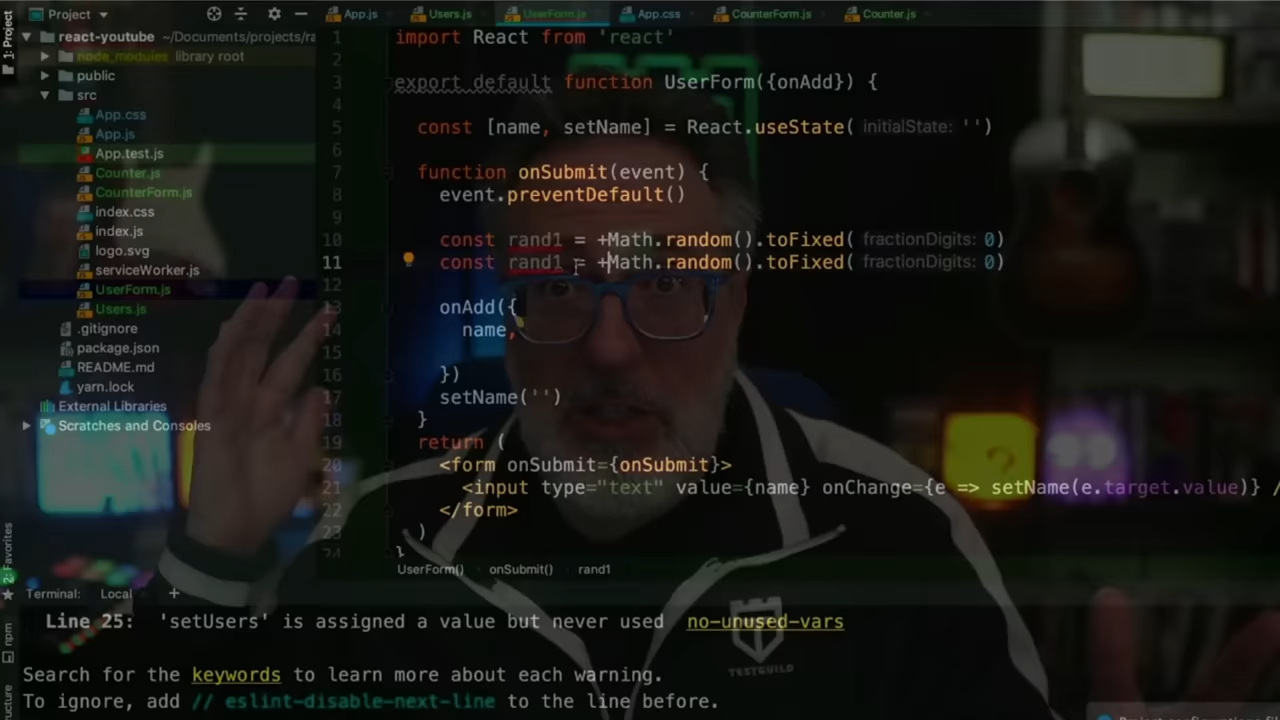 Project
App.js
Users.js
UserForm.js
App.css
CounterForm.js
Counter.js
1: Project
react-youtube ~/Documents/projects/ra
node_modules library root
public
src
App.css
App.js
App.test.js
Counter.js
CounterForm.js
index.css
index.js
logo.svg
serviceWorker.js
UserForm.js
Users.js
.gitignore
package.json
README.md
yarn.lock
External Libraries
Scratches and Consoles
1 import React from 'react'
2
3 export default function UserForm({onAdd}) {
4
5 const [name, setName] = React.useState( initialState: '')
6
7 function onSubmit(event) {
8 event.preventDefault()
9
10 const rand1 = +Math.random().toFixed( fractionDigits: 0)
11 const rand1 = +Math.random().toFixed( fractionDigits: 0)
12
13 onAdd({
14 name,
15
16 })
17 setName('')
18 }
19 return (
20 <form onSubmit={onSubmit}>
21 <input type="text" value={name} onChange={e => setName(e.target.value)} /
22 </form>
23 )
24 }
UserForm() onSubmit() rand1
2: Favorites
npm
Terminal: Local +
Line 25: 'setUsers' is assigned a value but never used no-unused-vars
Search for the keywords to learn more about each warning.
To ignore, add // eslint-disable-next-line to the line before.
TESTGUILD